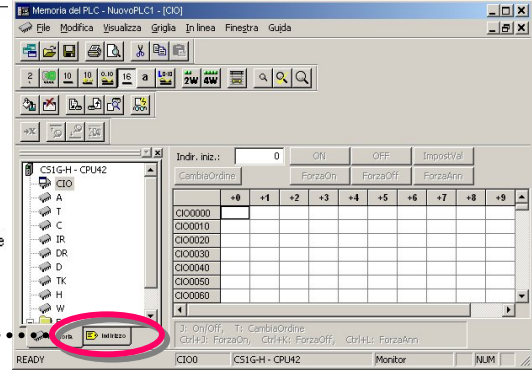 Memoria del PLC - NuovoPLC1 - [CIO]
File Modifica Visualizza Griglia In linea Finestra Guida
2 10 10 0.10 16 a
2W 4W
Indir. iniz.: 0 ON OFF ImpostVal
CambiaOrdine ForzaOn ForzaOff ForzaAnn
CS1G-H - CPU42
CIO
A
T
C
IR
DR
D
TK
H
W
+0 +1 +2 +3 +4 +5 +6 +7 +8 +9
CIO0000
CIO0010
CIO0020
CIO0030
CIO0040
CIO0050
CIO0060
Indirizzo
J: On/Off, T: CambiaOrdine
Ctrl+J: ForzaOn, Ctrl+K: ForzaOff, Ctrl+L: ForzaAnn
READY CIO0 CS1G-H - CPU42 Monitor NUM
e